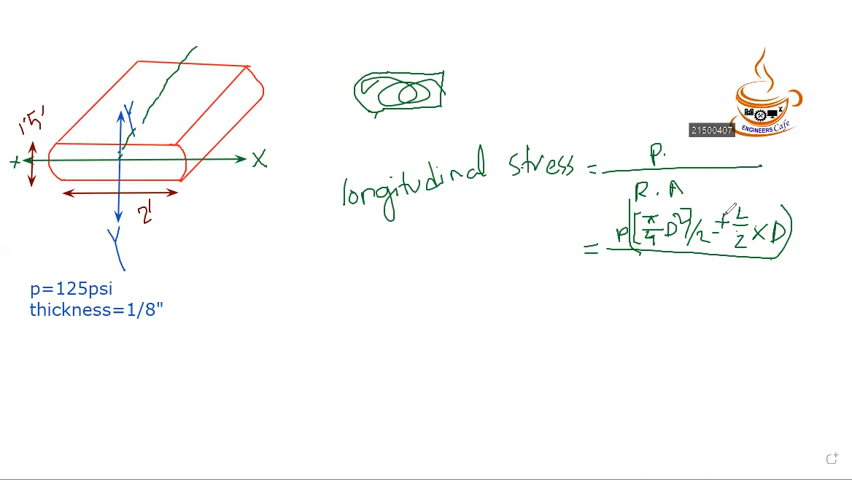 1.5'
Y
X
X
2'
Y
p=125psi
thickness=1/8"
longitudinal stress = P. / R.A
= P([π/4 D²]/2 + L/2 × D)
ENGINEERS Cafe
21500407